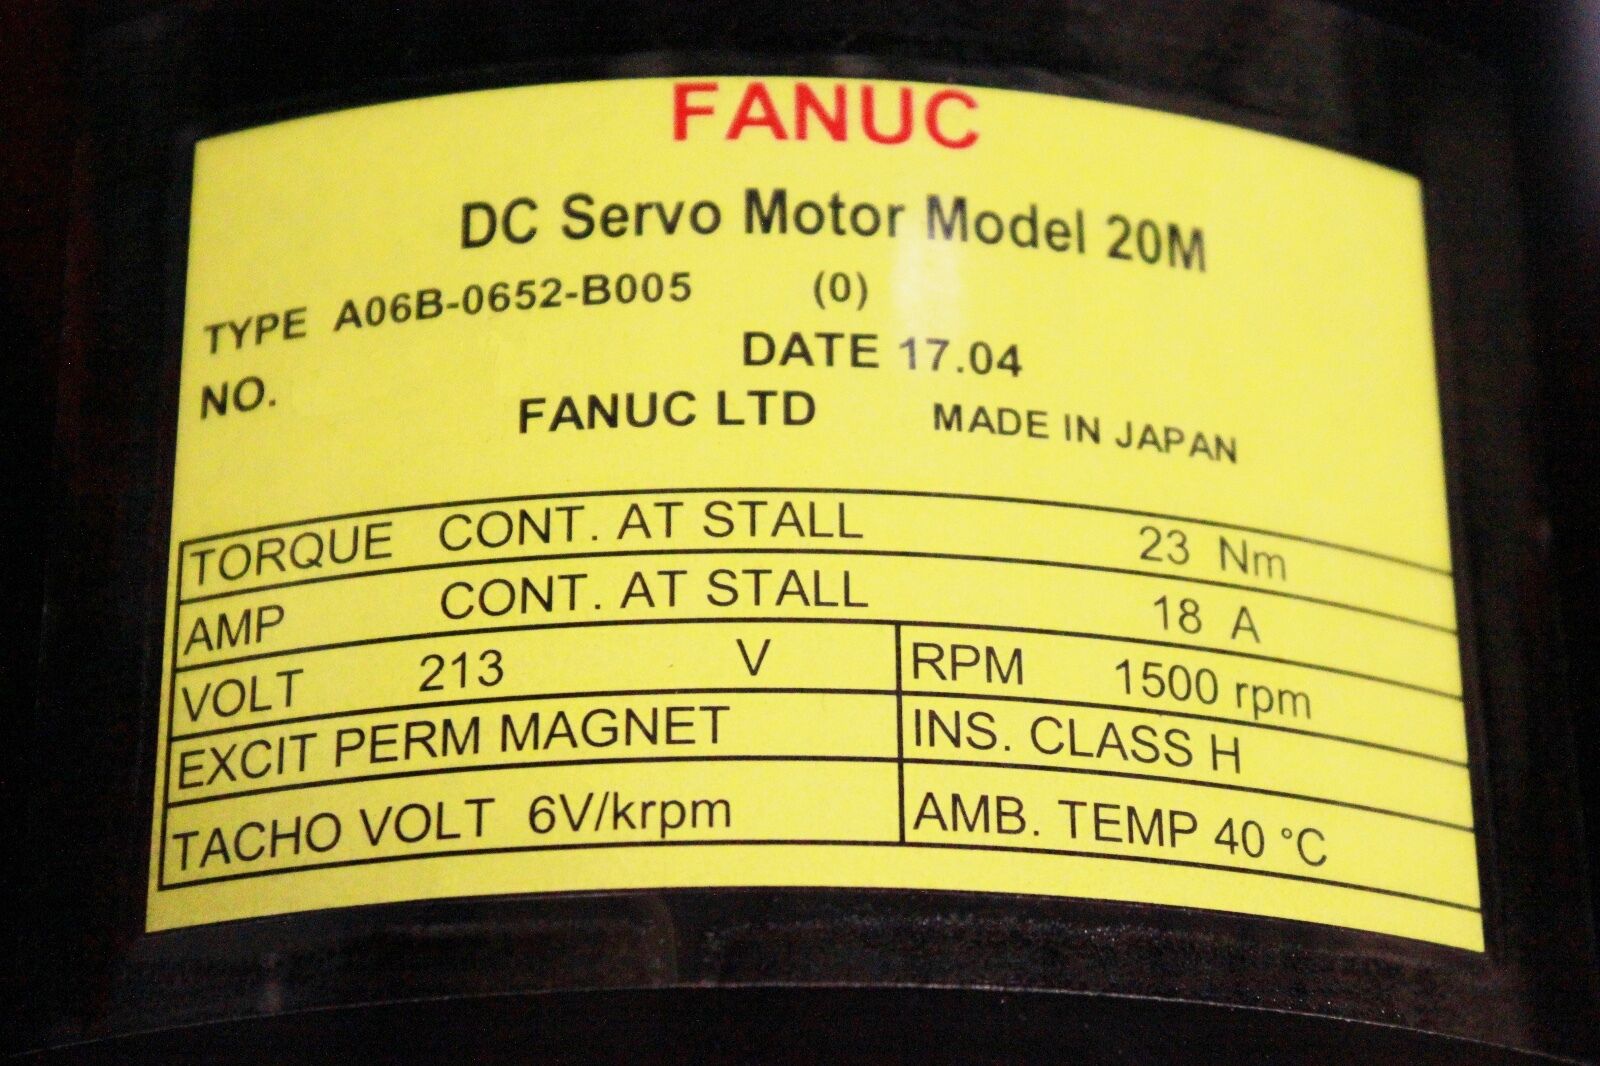 FANUC
DC Servo Motor Model 20M
TYPE A06B-0652-B005 (0)
DATE 17.04
NO.
FANUC LTD MADE IN JAPAN
TORQUE CONT. AT STALL 23 Nm
AMP CONT. AT STALL 18 A
VOLT 213 V RPM 1500 rpm
EXCIT PERM MAGNET INS. CLASS H
TACHO VOLT 6V/krpm AMB. TEMP 40 °C